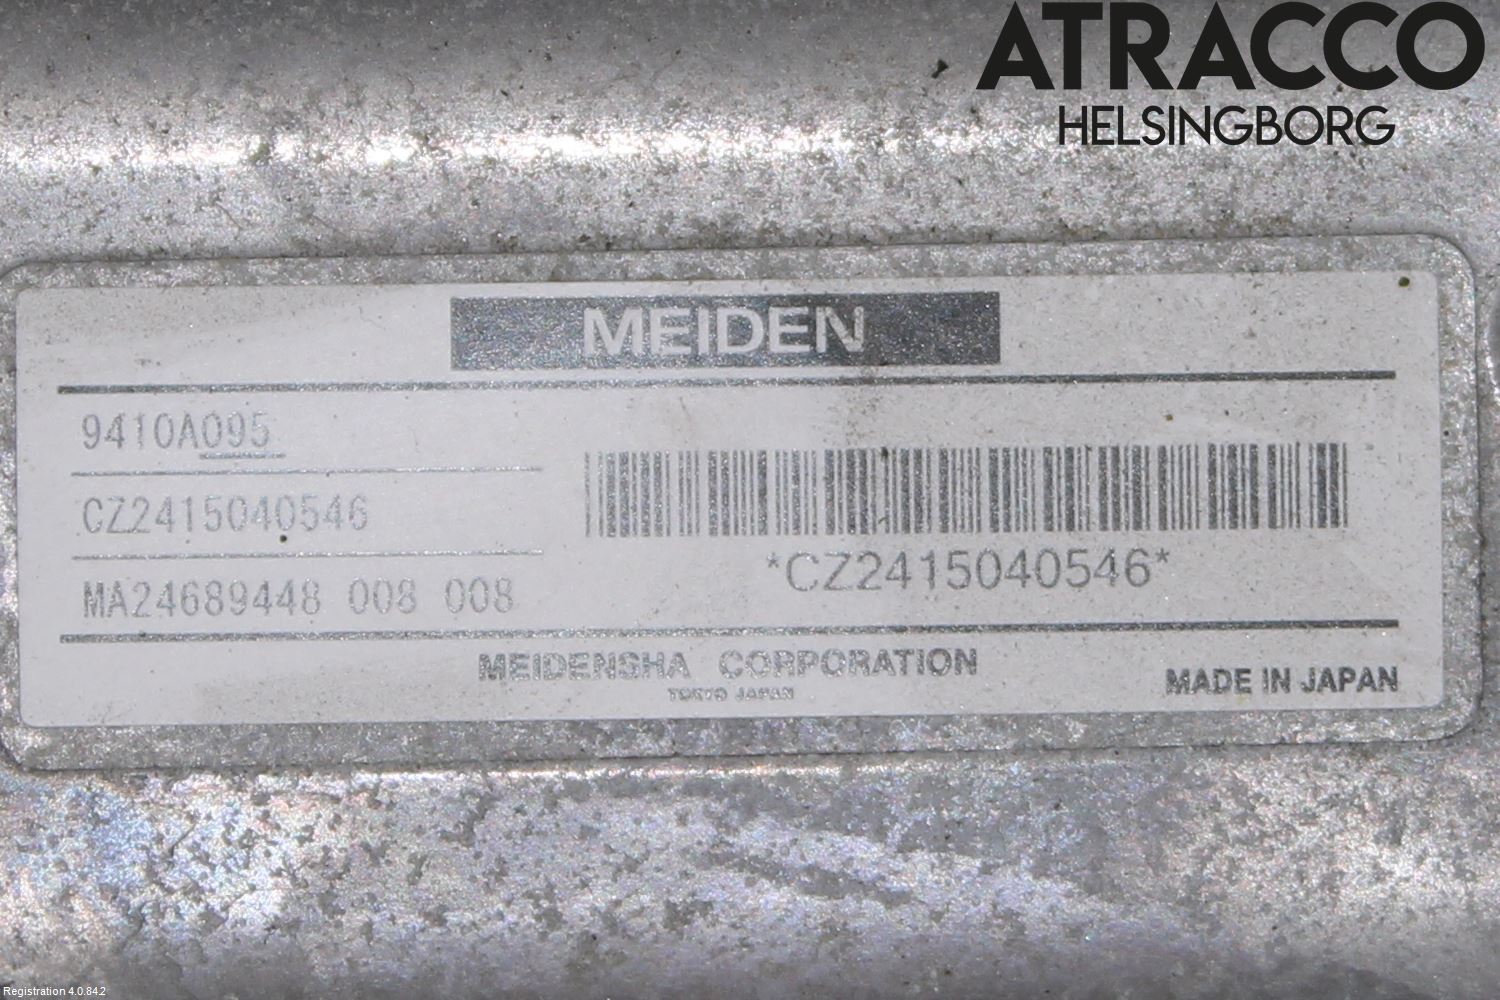 ATRACCO
HELSINGBORG
MEIDEN
9410A095
CZ2415040546
MA24689448 008 008
*CZ2415040546*
MEIDENSHA CORPORATION
TOKYO JAPAN
MADE IN JAPAN
Registration 4.0.842